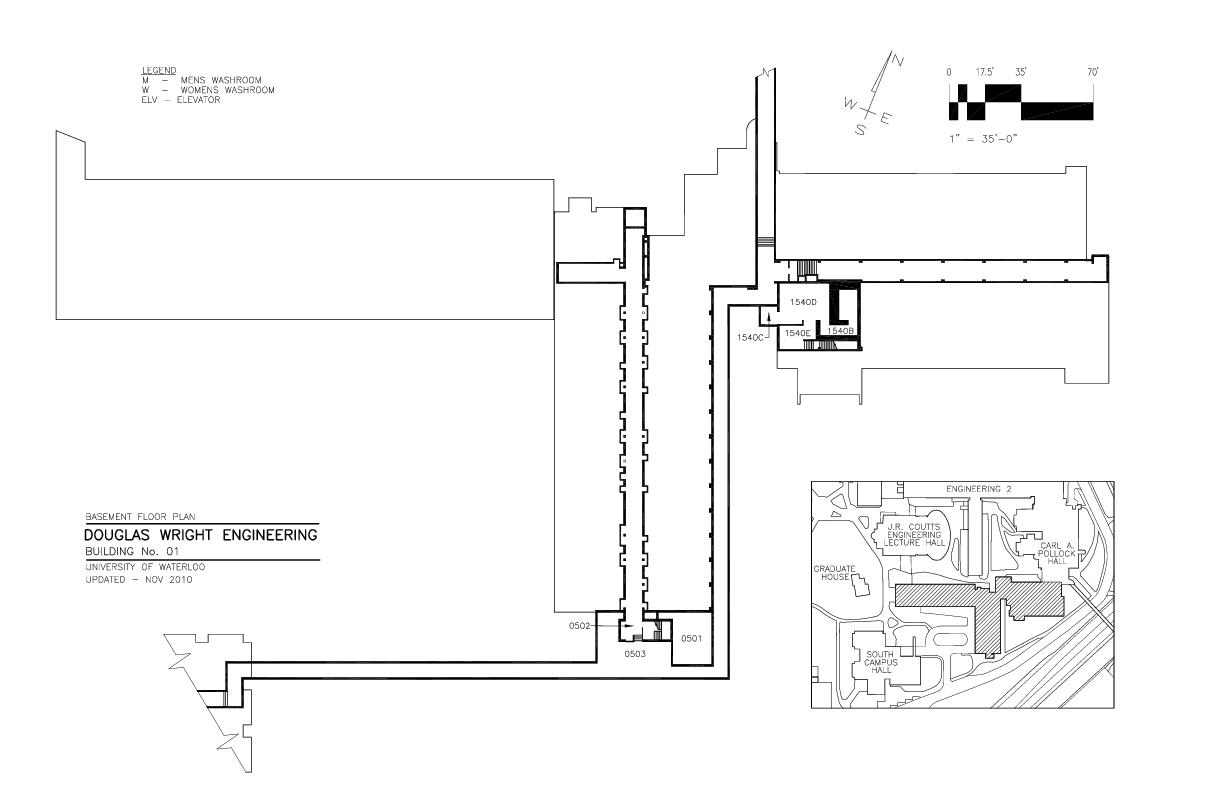 LEGEND
M – MENS WASHROOM
W – WOMENS WASHROOM
ELV – ELEVATOR
N
N
W
E
S
0 17.5' 35' 70'
1" = 35'-0"
1540D
1540C
1540E
1540B
0502
0501
0503
BASEMENT FLOOR PLAN
DOUGLAS WRIGHT ENGINEERING
BUILDING No. 01
UNIVERSITY OF WATERLOO
UPDATED – NOV 2010
ENGINEERING 2
J.R. COUTTS
ENGINEERING
LECTURE HALL
CARL A.
POLLOCK
HALL
GRADUATE
HOUSE
SOUTH
CAMPUS
HALL